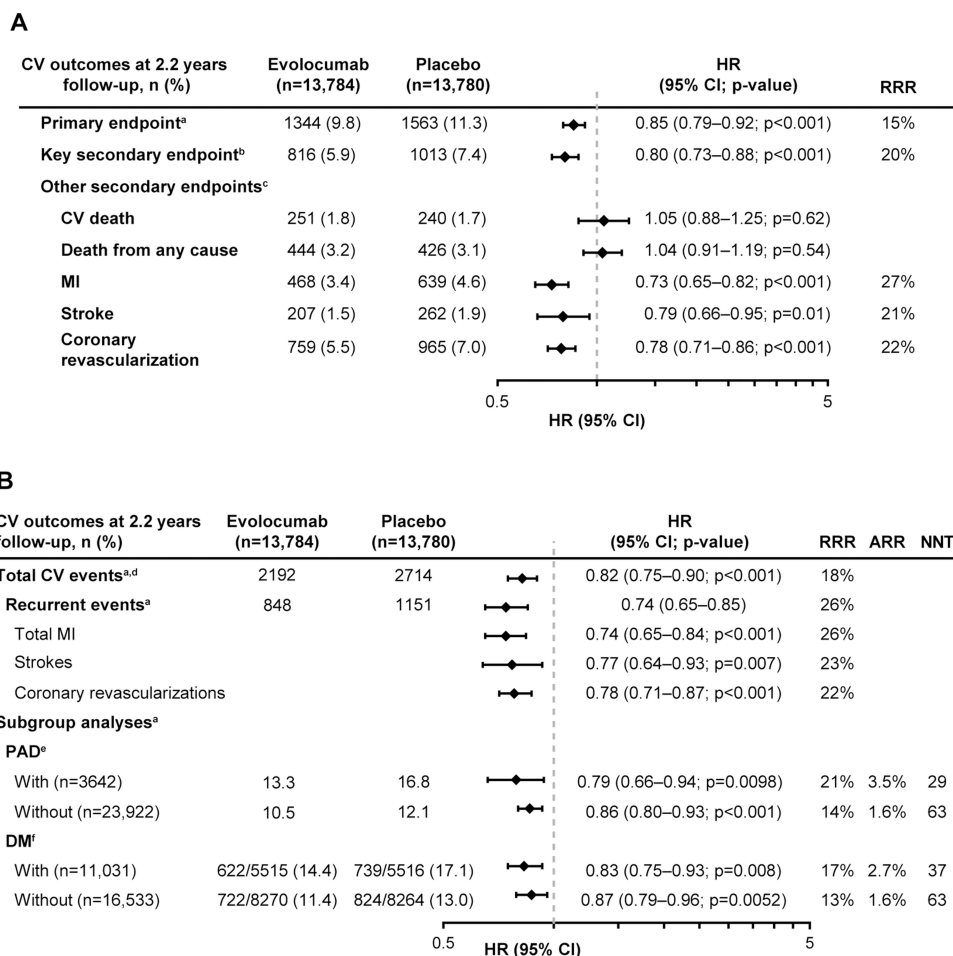 A
CV outcomes at 2.2 years follow-up, n (%) Evolocumab (n=13,784) Placebo (n=13,780) HR (95% CI; p-value) RRR
Primary endpointᵃ 1344 (9.8) 1563 (11.3) 0.85 (0.79–0.92; p<0.001) 15%
Key secondary endpointᵇ 816 (5.9) 1013 (7.4) 0.80 (0.73–0.88; p<0.001) 20%
Other secondary endpointsᶜ
CV death 251 (1.8) 240 (1.7) 1.05 (0.88–1.25; p=0.62)
Death from any cause 444 (3.2) 426 (3.1) 1.04 (0.91–1.19; p=0.54)
MI 468 (3.4) 639 (4.6) 0.73 (0.65–0.82; p<0.001) 27%
Stroke 207 (1.5) 262 (1.9) 0.79 (0.66–0.95; p=0.01) 21%
Coronary revascularization 759 (5.5) 965 (7.0) 0.78 (0.71–0.86; p<0.001) 22%
0.5 5
HR (95% CI)
B
CV outcomes at 2.2 years follow-up, n (%) Evolocumab (n=13,784) Placebo (n=13,780) HR (95% CI; p-value) RRR ARR NNT
Total CV eventsᵃ,ᵈ 2192 2714 0.82 (0.75–0.90; p<0.001) 18%
Recurrent eventsᵃ 848 1151 0.74 (0.65–0.85) 26%
Total MI 0.74 (0.65–0.84; p<0.001) 26%
Strokes 0.77 (0.64–0.93; p=0.007) 23%
Coronary revascularizations 0.78 (0.71–0.87; p<0.001) 22%
Subgroup analysesᵃ
PADᵉ
With (n=3642) 13.3 16.8 0.79 (0.66–0.94; p=0.0098) 21% 3.5% 29
Without (n=23,922) 10.5 12.1 0.86 (0.80–0.93; p<0.001) 14% 1.6% 63
DMᶠ
With (n=11,031) 622/5515 (14.4) 739/5516 (17.1) 0.83 (0.75–0.93; p=0.008) 17% 2.7% 37
Without (n=16,533) 722/8270 (11.4) 824/8264 (13.0) 0.87 (0.79–0.96; p=0.0052) 13% 1.6% 63
0.5 5
HR (95% CI)